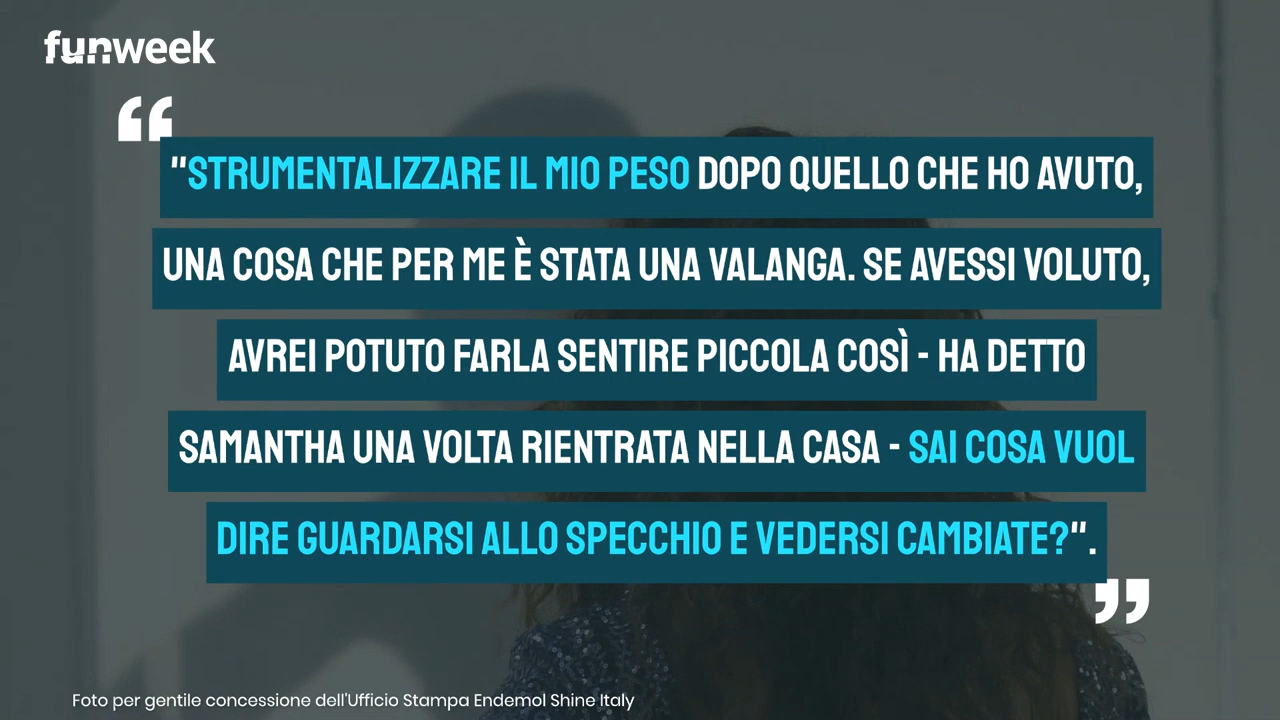 funweek
“
"STRUMENTALIZZARE IL MIO PESO DOPO QUELLO CHE HO AVUTO,
UNA COSA CHE PER ME È STATA UNA VALANGA. SE AVESSI VOLUTO,
AVREI POTUTO FARLA SENTIRE PICCOLA COSÌ - HA DETTO
SAMANTHA UNA VOLTA RIENTRATA NELLA CASA - SAI COSA VUOL
DIRE GUARDARSI ALLO SPECCHIO E VEDERSI CAMBIATE?".
”
Foto per gentile concessione dell'Ufficio Stampa Endemol Shine Italy